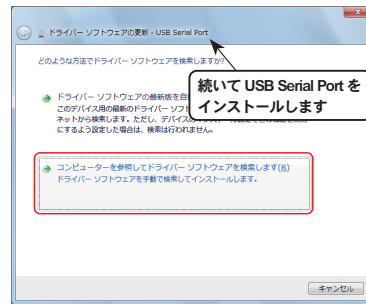 ドライバー ソフトウェアの更新 - USB Serial Port
どのような方法でドライバー ソフトウェアを検索しますか?
続いて USB Serial Port を
インストールします
ドライバー ソフトウェアの最新版を自
このデバイス用の最新のドライバー ソフト
ネットから検索します。ただし、デバイスの
にするよう設定した場合は、検索は行われません。
コンピューターを参照してドライバー ソフトウェアを検索します(R)
ドライバー ソフトウェアを手動で検索してインストールします。
キャンセル